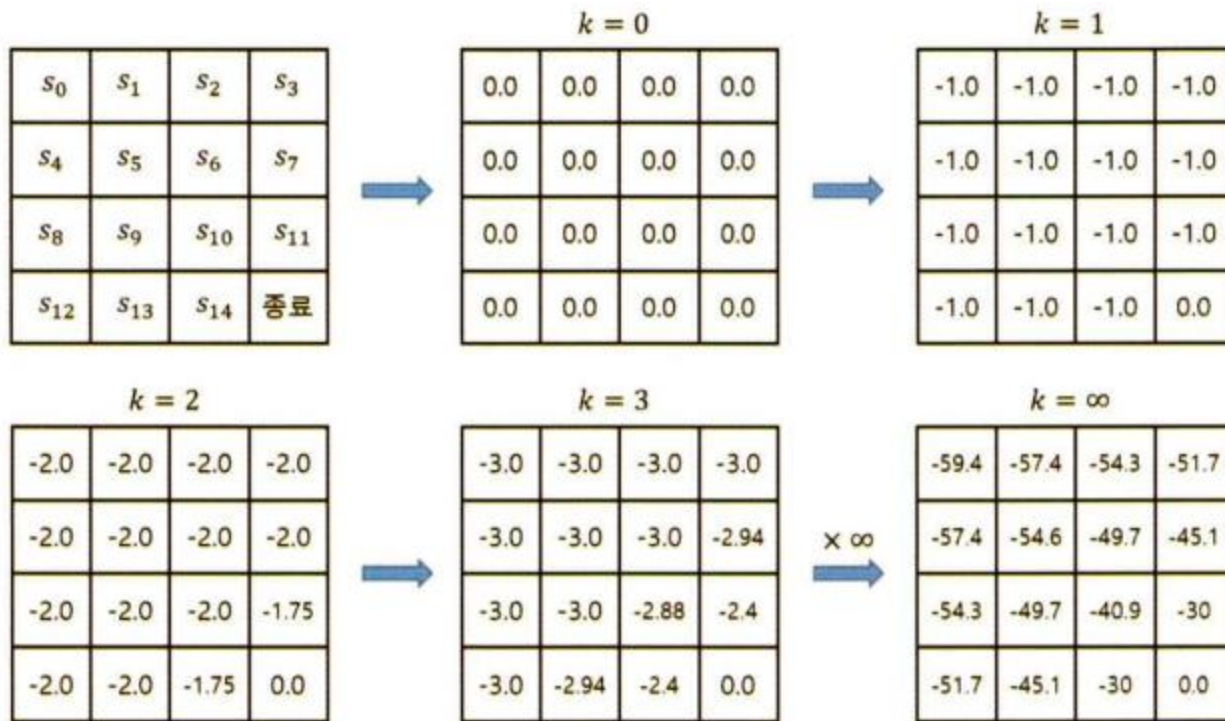 k = 0
k = 1
s₀ s₁ s₂ s₃
s₄ s₅ s₆ s₇
s₈ s₉ s₁₀ s₁₁
s₁₂ s₁₃ s₁₄ 종료
0.0 0.0 0.0 0.0
0.0 0.0 0.0 0.0
0.0 0.0 0.0 0.0
0.0 0.0 0.0 0.0
-1.0 -1.0 -1.0 -1.0
-1.0 -1.0 -1.0 -1.0
-1.0 -1.0 -1.0 -1.0
-1.0 -1.0 -1.0 0.0
k = 2
-2.0 -2.0 -2.0 -2.0
-2.0 -2.0 -2.0 -2.0
-2.0 -2.0 -2.0 -1.75
-2.0 -2.0 -1.75 0.0
k = 3
-3.0 -3.0 -3.0 -3.0
-3.0 -3.0 -3.0 -2.94
-3.0 -3.0 -2.88 -2.4
-3.0 -2.94 -2.4 0.0
× ∞
k = ∞
-59.4 -57.4 -54.3 -51.7
-57.4 -54.6 -49.7 -45.1
-54.3 -49.7 -40.9 -30
-51.7 -45.1 -30 0.0